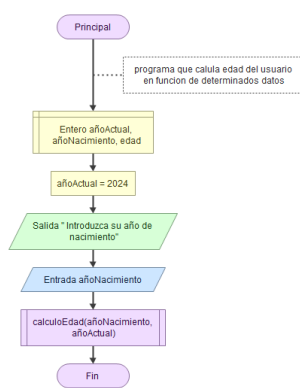 Principal
programa que calula edad del usuario
en funcion de determinados datos
Entero añoActual,
añoNacimiento, edad
añoActual = 2024
Salida " Introduzca su año de
nacimiento"
Entrada añoNacimiento
calculoEdad(añoNacimiento,
añoActual)
Fin